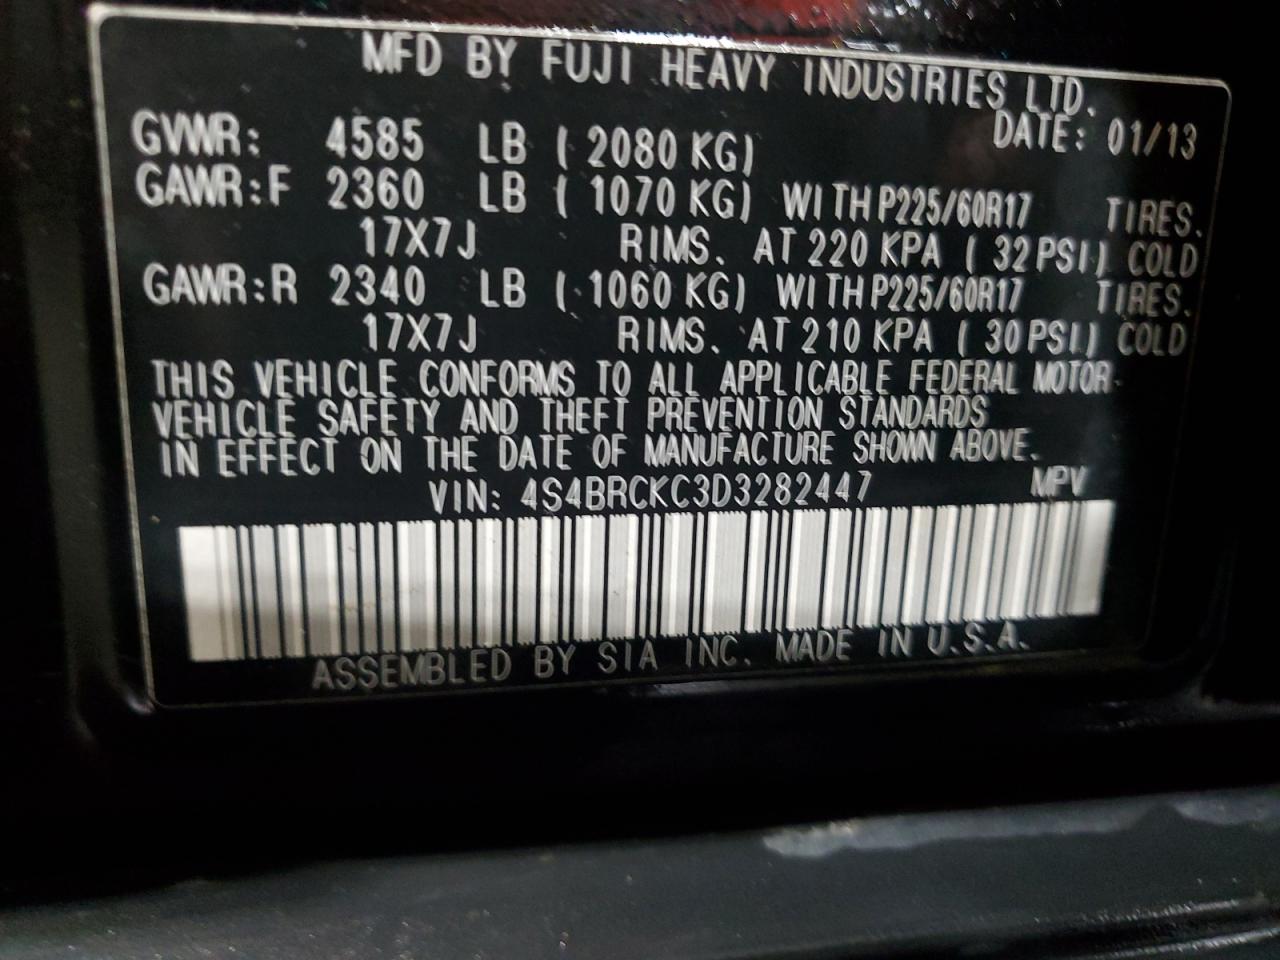 MFD BY FUJI HEAVY INDUSTRIES LTD.
DATE: 01/13
GVWR: 4585 LB ( 2080 KG)
GAWR:F 2360 LB ( 1070 KG) WITH P225/60R17 TIRES.
17X7J RIMS. AT 220 KPA ( 32 PSI) COLD
GAWR:R 2340 LB ( 1060 KG) WITH P225/60R17 TIRES.
17X7J RIMS. AT 210 KPA ( 30 PSI) COLD
THIS VEHICLE CONFORMS TO ALL APPLICABLE FEDERAL MOTOR
VEHICLE SAFETY AND THEFT PREVENTION STANDARDS
IN EFFECT ON THE DATE OF MANUFACTURE SHOWN ABOVE.
VIN: 4S4BRCKC3D3282447 MPV
ASSEMBLED BY SIA INC. MADE IN U.S.A.